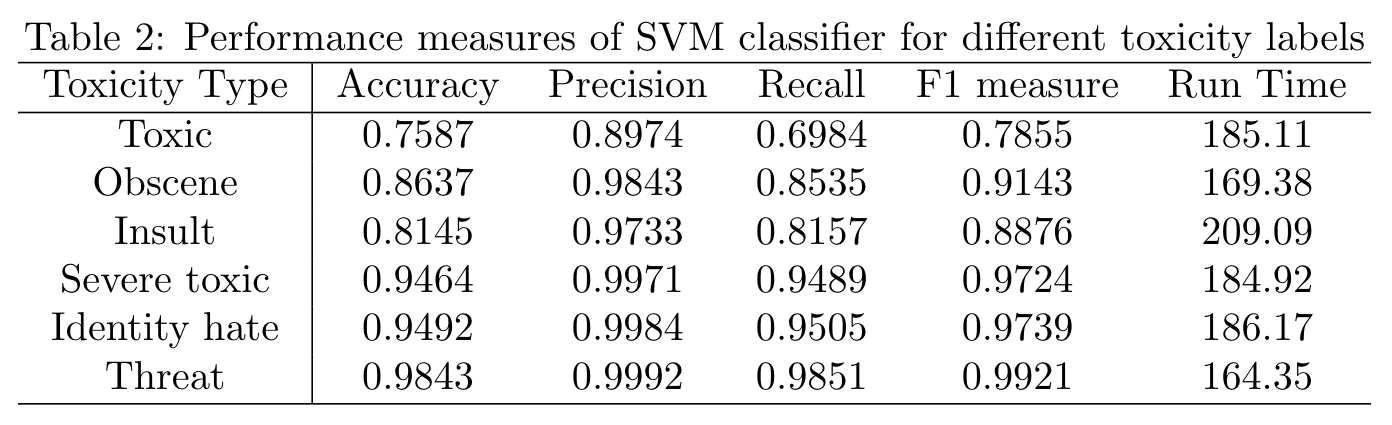 Table 2: Performance measures of SVM classifier for different toxicity labels
Toxicity Type Accuracy Precision Recall F1 measure Run Time
Toxic 0.7587 0.8974 0.6984 0.7855 185.11
Obscene 0.8637 0.9843 0.8535 0.9143 169.38
Insult 0.8145 0.9733 0.8157 0.8876 209.09
Severe toxic 0.9464 0.9971 0.9489 0.9724 184.92
Identity hate 0.9492 0.9984 0.9505 0.9739 186.17
Threat 0.9843 0.9992 0.9851 0.9921 164.35